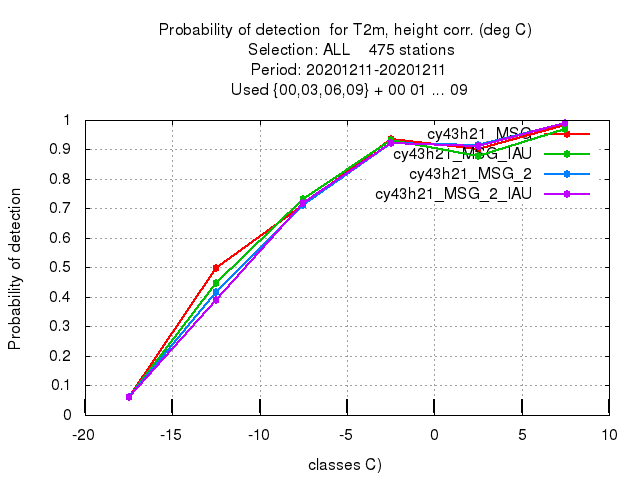 Probability of detection  for T2m, height corr. (deg C)
Selection: ALL    475 stations
Period: 20201211-20201211
Used {00,03,06,09} + 00 01 ... 09
1
0.9
0.8
0.7
0.6
0.5
0.4
0.3
0.2
0.1
0
Probability of detection
cy43h21_MSG
cy43h21_MSG_IAU
cy43h21_MSG_2
cy43h21_MSG_2_IAU
-20 -15 -10 -5 0 5 10
classes C)